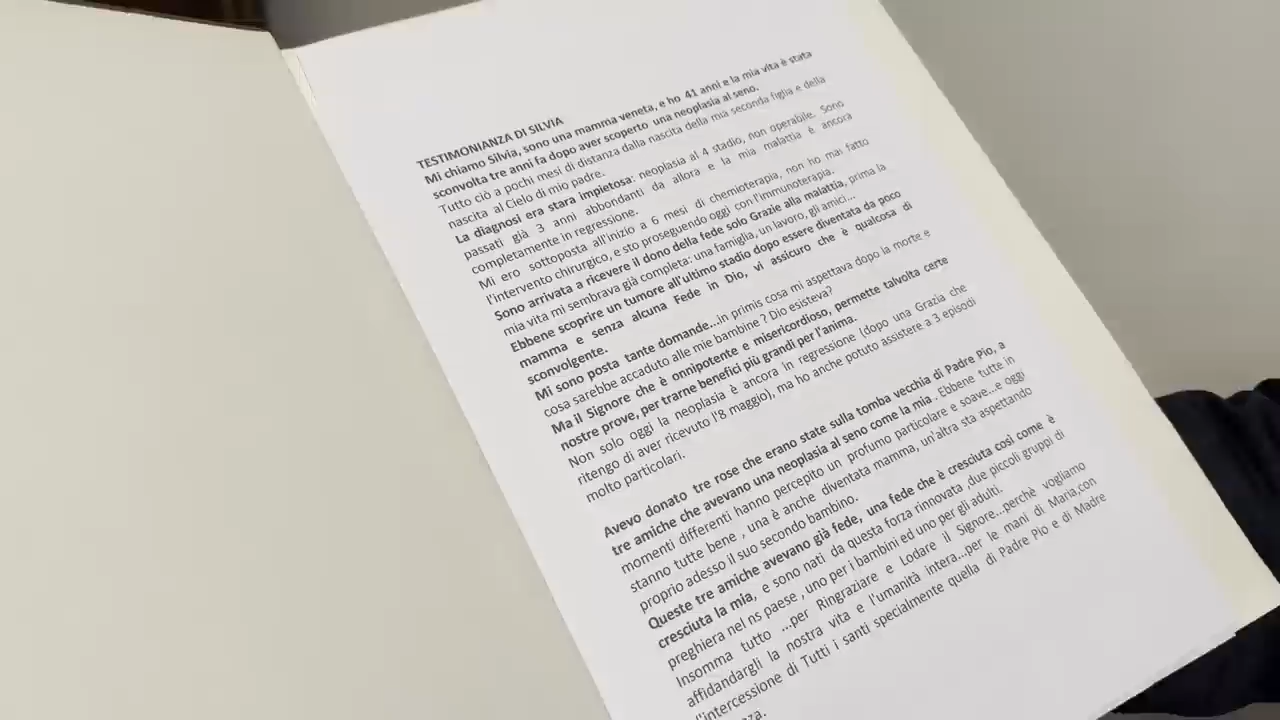 TESTIMONIANZA DI SILVIA
Mi chiamo Silvia, sono una mamma veneta, e ho 41 anni e la mia vita è stata
sconvolta tre anni fa dopo aver scoperto una neoplasia al seno.
Tutto ciò a pochi mesi di distanza dalla nascita della mia seconda figlia e della
nascita al Cielo di mio padre.
La diagnosi era stara impietosa: neoplasia al 4 stadio, non operabile. Sono
passati già 3 anni abbondanti da allora e la mia malattia è ancora
completamente in regressione.
Mi ero sottoposta all'inizio a 6 mesi di chemioterapia, non ho mai fatto
l'intervento chirurgico, e sto proseguendo oggi con l'immunoterapia.
Sono arrivata a ricevere il dono della fede solo Grazie alla malattia, prima la
mia vita mi sembrava già completa: una famiglia, un lavoro, gli amici...
Ebbene scoprire un tumore all'ultimo stadio dopo essere diventata da poco
mamma e senza alcuna Fede in Dio, vi assicuro che è qualcosa di
sconvolgente.
Mi sono posta tante domande...in primis cosa mi aspettava dopo la morte e
cosa sarebbe accaduto alle mie bambine ? Dio esisteva?
Ma il Signore che è onnipotente e misericordioso, permette talvolta certe
nostre prove, per trarne benefici più grandi per l'anima.
Non solo oggi la neoplasia è ancora in regressione (dopo una Grazia che
ritengo di aver ricevuto l'8 maggio), ma ho anche potuto assistere a 3 episodi
molto particolari.
Avevo donato tre rose che erano state sulla tomba vecchia di Padre Pio, a
tre amiche che avevano una neoplasia al seno come la mia . Ebbene tutte in
momenti differenti hanno percepito un profumo particolare e soave...e oggi
stanno tutte bene , una è anche diventata mamma, un'altra sta aspettando
proprio adesso il suo secondo bambino.
Queste tre amiche avevano già fede, una fede che è cresciuta così come è
cresciuta la mia, e sono nati da questa forza rinnovata ,due piccoli gruppi di
preghiera nel ns paese , uno per i bambini ed uno per gli adulti.
Insomma tutto ...per Ringraziare e Lodare il Signore...perchè vogliamo
affidandargli la nostra vita e l'umanità intera...per le mani di Maria,con
l'intercessione di Tutti i santi specialmente quella di Padre Pio e di Madre